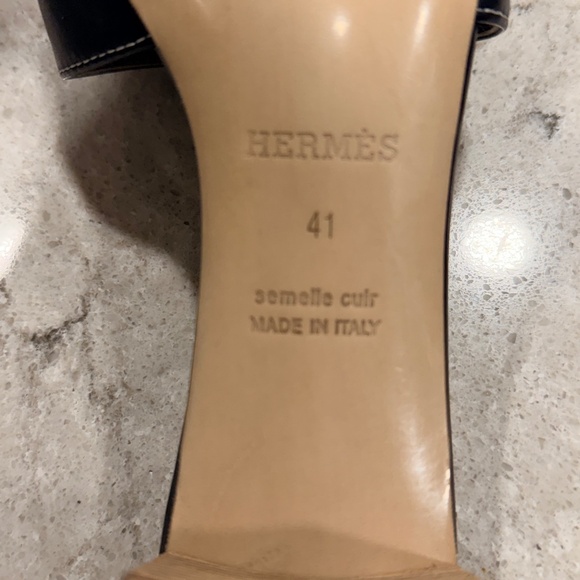 HERMÈS
41
semelle cuir
MADE IN ITALY